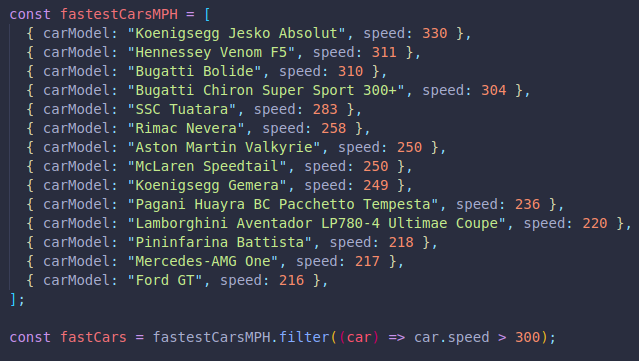 const fastestCarsMPH = [
  { carModel: "Koenigsegg Jesko Absolut", speed: 330 },
  { carModel: "Hennessey Venom F5", speed: 311 },
  { carModel: "Bugatti Bolide", speed: 310 },
  { carModel: "Bugatti Chiron Super Sport 300+", speed: 304 },
  { carModel: "SSC Tuatara", speed: 283 },
  { carModel: "Rimac Nevera", speed: 258 },
  { carModel: "Aston Martin Valkyrie", speed: 250 },
  { carModel: "McLaren Speedtail", speed: 250 },
  { carModel: "Koenigsegg Gemera", speed: 249 },
  { carModel: "Pagani Huayra BC Pacchetto Tempesta", speed: 236 },
  { carModel: "Lamborghini Aventador LP780-4 Ultimae Coupe", speed: 220 },
  { carModel: "Pininfarina Battista", speed: 218 },
  { carModel: "Mercedes-AMG One", speed: 217 },
  { carModel: "Ford GT", speed: 216 },
];

const fastCars = fastestCarsMPH.filter((car) => car.speed > 300);